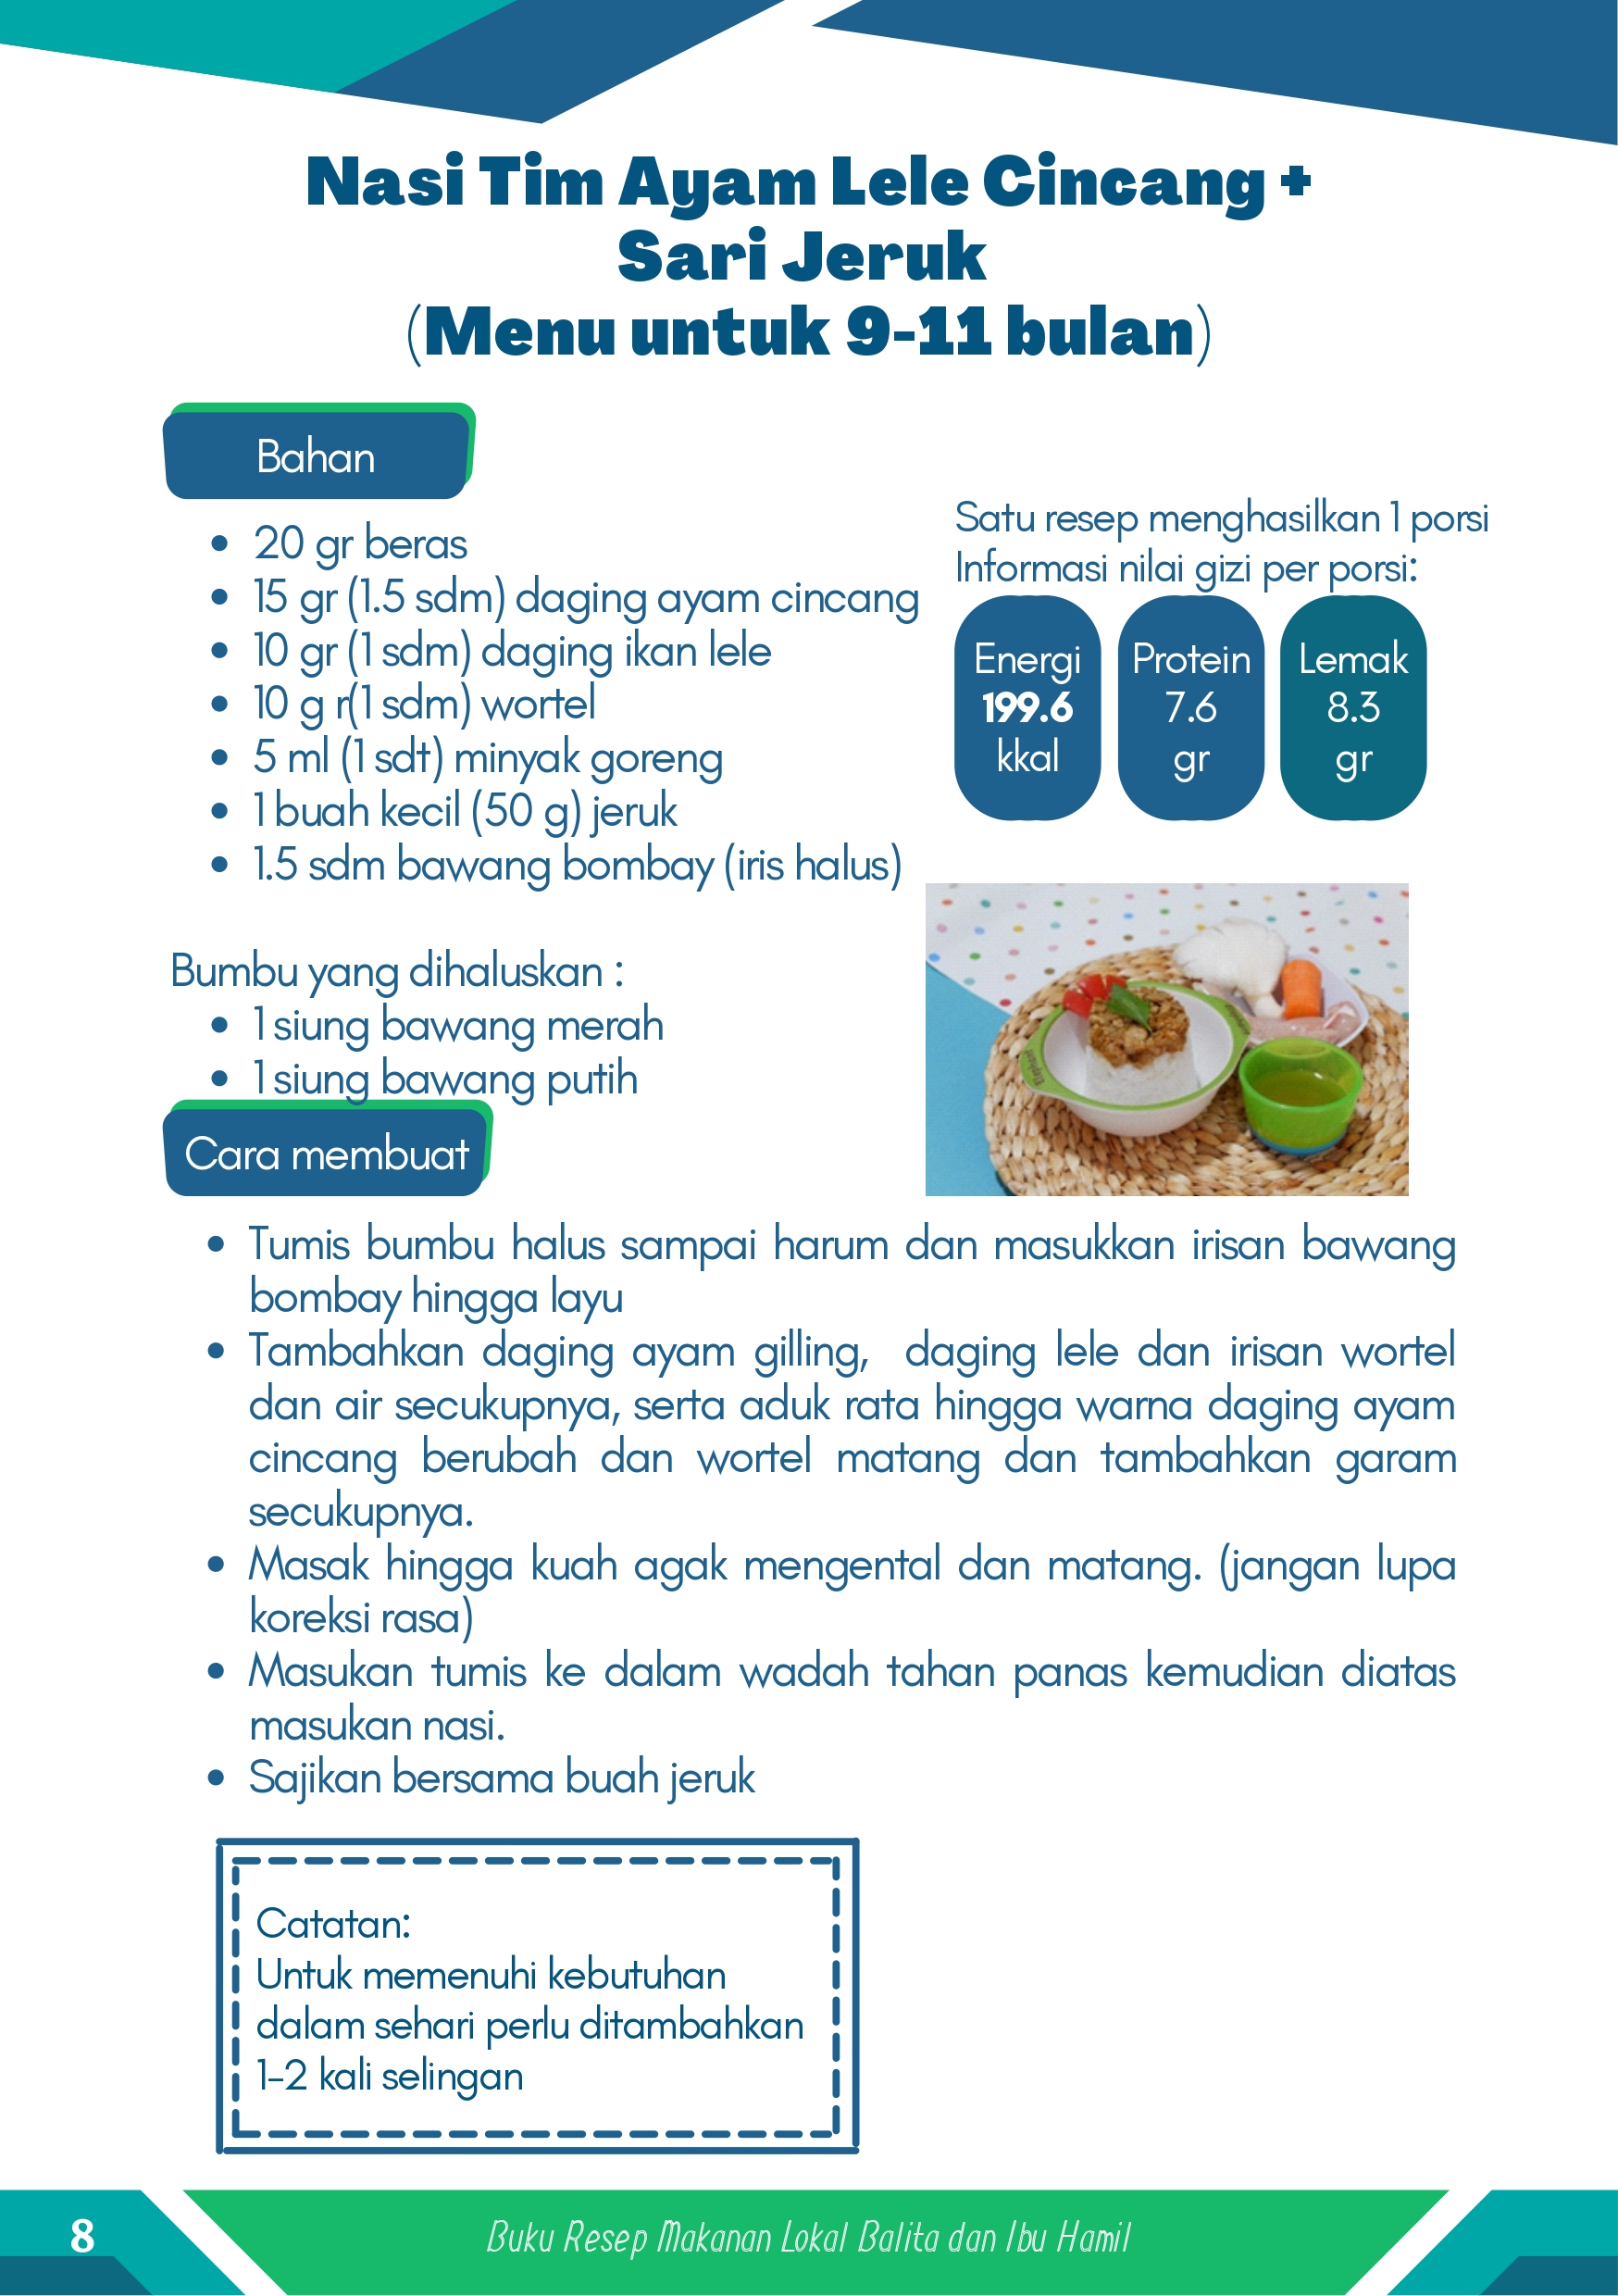 Nasi Tim Ayam Lele Cincang +
Sari Jeruk
(Menu untuk 9-11 bulan)
Bahan
• 20 gr beras
• 15 gr (1.5 sdm) daging ayam cincang
• 10 gr (1 sdm) daging ikan lele
• 10 g r(1 sdm) wortel
• 5 ml (1 sdt) minyak goreng
• 1 buah kecil (50 g) jeruk
• 1.5 sdm bawang bombay (iris halus)
Bumbu yang dihaluskan :
• 1 siung bawang merah
• 1 siung bawang putih
Satu resep menghasilkan 1 porsi
Informasi nilai gizi per porsi:
Energi
199.6
kkal
Protein
7.6
gr
Lemak
8.3
gr
Cara membuat
• Tumis bumbu halus sampai harum dan masukkan irisan bawang
bombay hingga layu
• Tambahkan daging ayam gilling, daging lele dan irisan wortel
dan air secukupnya, serta aduk rata hingga warna daging ayam
cincang berubah dan wortel matang dan tambahkan garam
secukupnya.
• Masak hingga kuah agak mengental dan matang. (jangan lupa
koreksi rasa)
• Masukan tumis ke dalam wadah tahan panas kemudian diatas
masukan nasi.
• Sajikan bersama buah jeruk
Catatan:
Untuk memenuhi kebutuhan
dalam sehari perlu ditambahkan
1-2 kali selingan
8
Buku Resep Makanan Lokal Balita dan Ibu Hamil